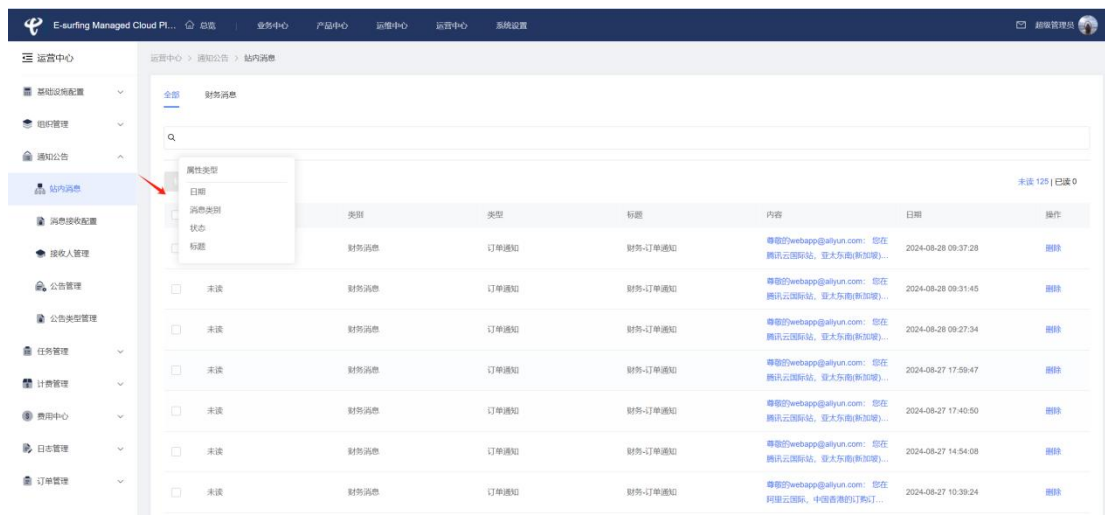 E-surfing Managed Cloud Pl... 总览 业务中心 产品中心 运维中心 运营中心 系统设置 超级管理员
运营中心
运营中心 > 通知公告 > 站内消息
基础设施配置
组织管理
通知公告
站内消息
消息接收配置
接收人管理
公告管理
公告类型管理
任务管理
计费管理
费用中心
日志管理
订单管理
全部 财务消息
属性类型
日期
消息类别
状态
标题
未读 125 | 已读 0
类别 类型 标题 内容 日期 操作
财务消息 订单通知 财务-订单通知 尊敬的webapp@aliyun.com: 您在 2024-08-28 09:37:28 删除
腾讯云国际站，亚太东南(新加坡)...
未读 财务消息 订单通知 财务-订单通知 尊敬的webapp@aliyun.com: 您在 2024-08-28 09:31:45 删除
腾讯云国际站，亚太东南(新加坡)...
未读 财务消息 订单通知 财务-订单通知 尊敬的webapp@aliyun.com: 您在 2024-08-28 09:27:34 删除
腾讯云国际站，亚太东南(新加坡)...
未读 财务消息 订单通知 财务-订单通知 尊敬的webapp@aliyun.com: 您在 2024-08-27 17:59:47 删除
腾讯云国际站，亚太东南(新加坡)...
未读 财务消息 订单通知 财务-订单通知 尊敬的webapp@aliyun.com: 您在 2024-08-27 17:40:50 删除
腾讯云国际站，亚太东南(新加坡)...
未读 财务消息 订单通知 财务-订单通知 尊敬的webapp@aliyun.com: 您在 2024-08-27 14:54:08 删除
腾讯云国际站，亚太东南(新加坡)...
未读 财务消息 订单通知 财务-订单通知 尊敬的webapp@aliyun.com: 您在 2024-08-27 10:39:24 删除
阿里云国际，中国香港的订购订...